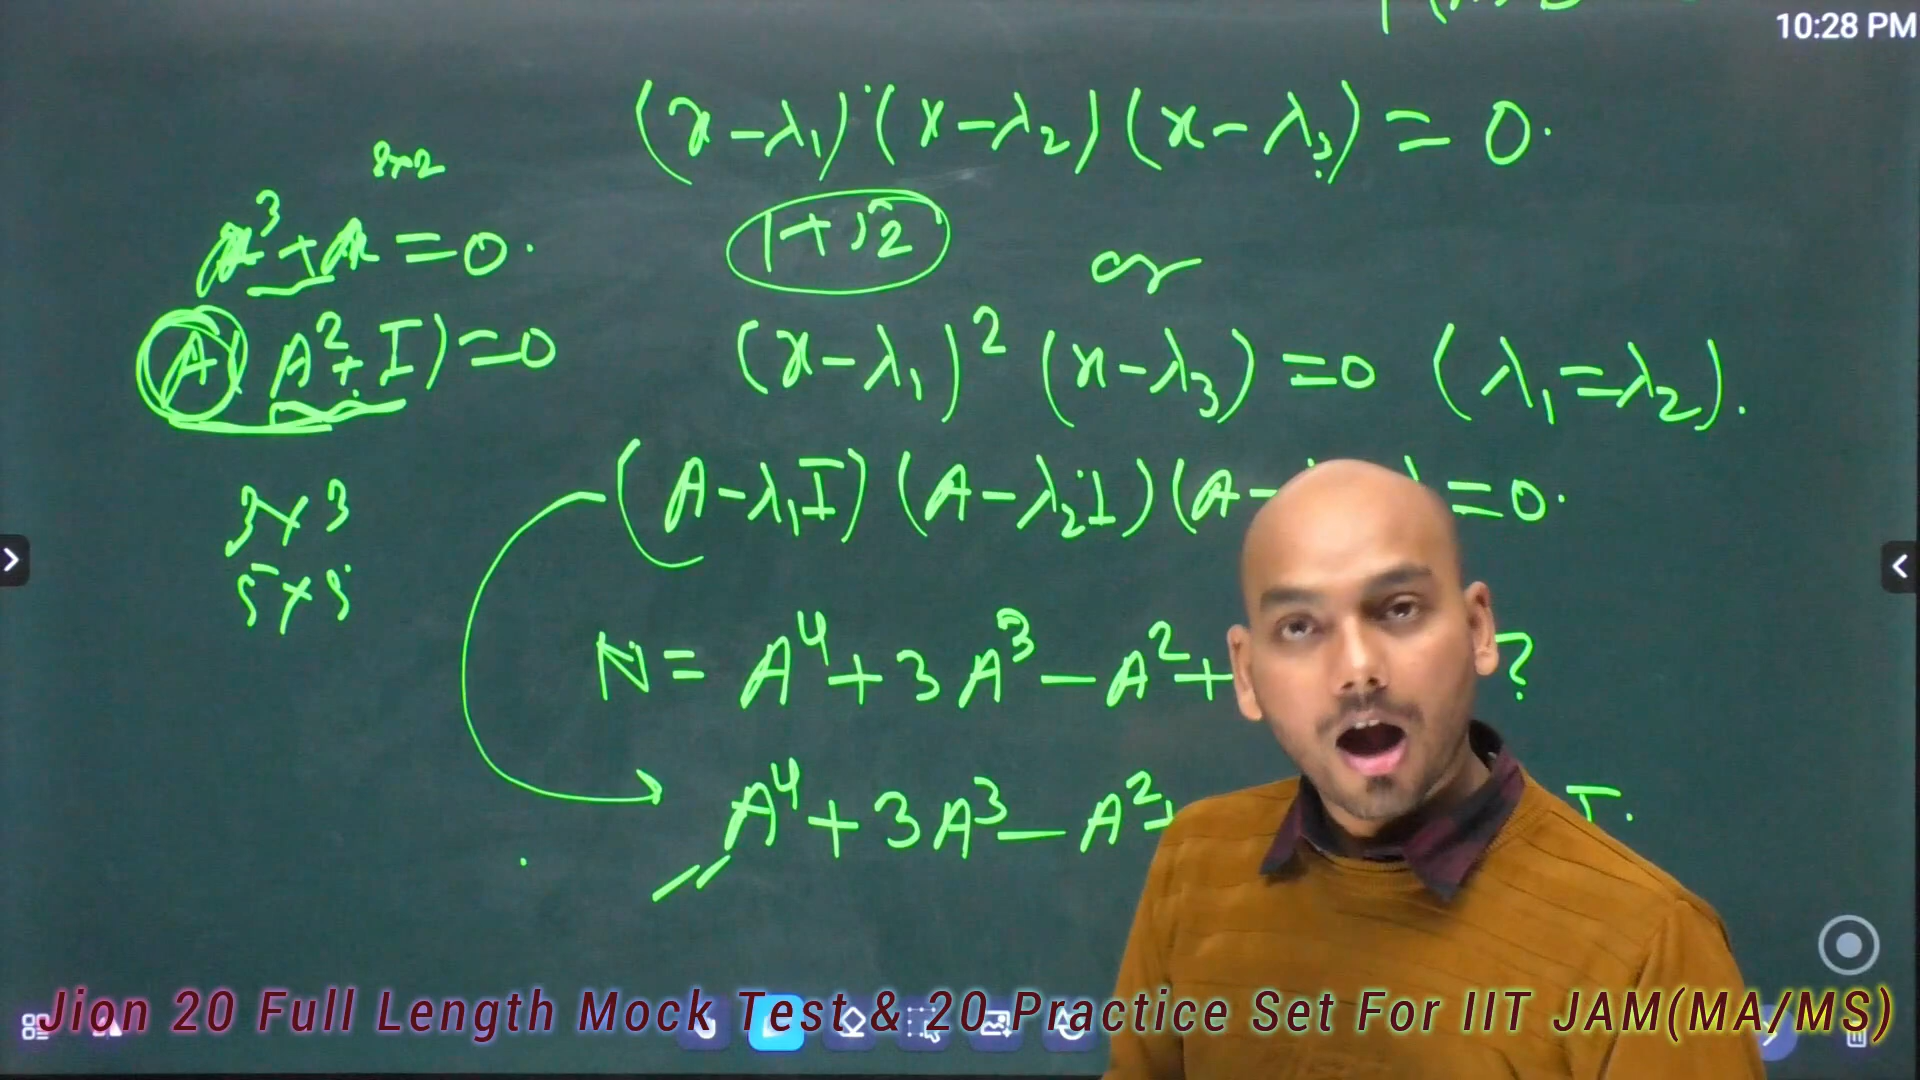 10:28 PM
(x-λ₁)(x-λ₂)(x-λ₃) = 0.
x³+x=0.
1+√2
or
A(A²+I)=0
(x-λ₁)²(x-λ₃)=0 (λ₁=λ₂).
(A-λ₁I)(A-λ₂I)(A- =0.
3×3
5×5
N= A⁴+3A³-A²+ ?
A⁴+3A³-A² I.
Jion 20 Full Length Mock Test & 20 Practice Set For IIT JAM(MA/MS)